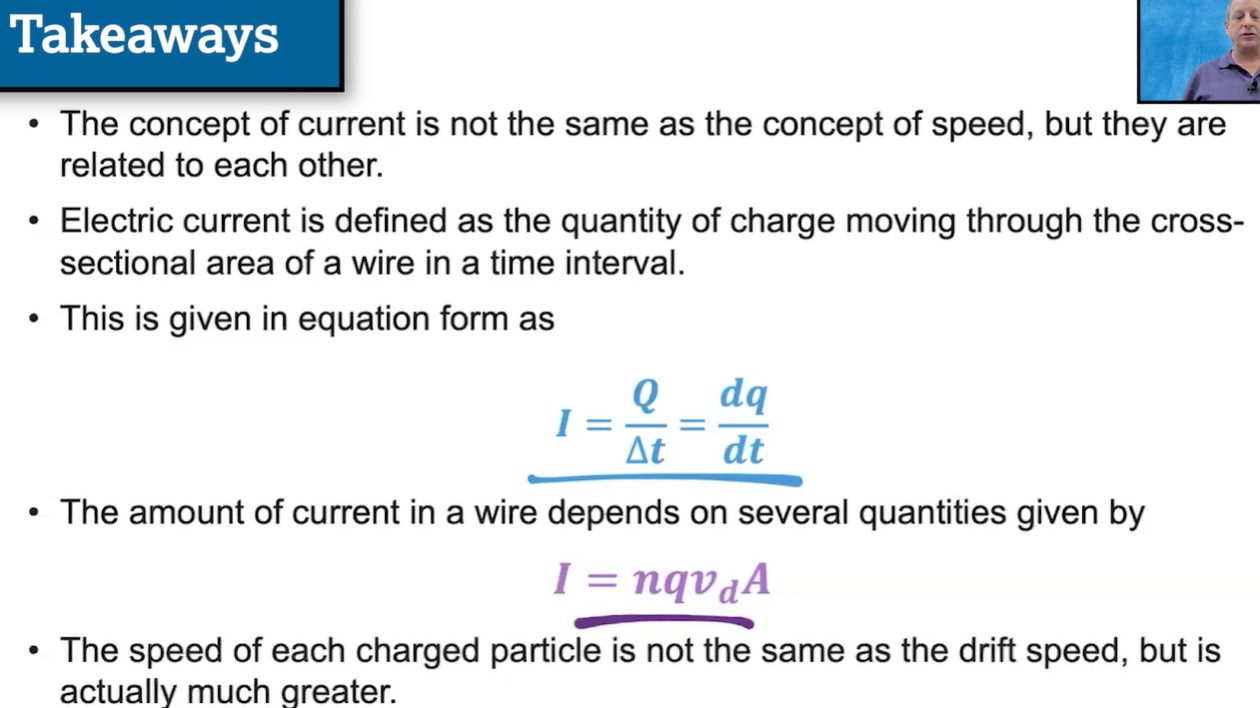 Takeaways
• The concept of current is not the same as the concept of speed, but they are
related to each other.
• Electric current is defined as the quantity of charge moving through the cross-
sectional area of a wire in a time interval.
• This is given in equation form as
I = Q/Δt = dq/dt
• The amount of current in a wire depends on several quantities given by
I = nqv_dA
• The speed of each charged particle is not the same as the drift speed, but is
actually much greater.